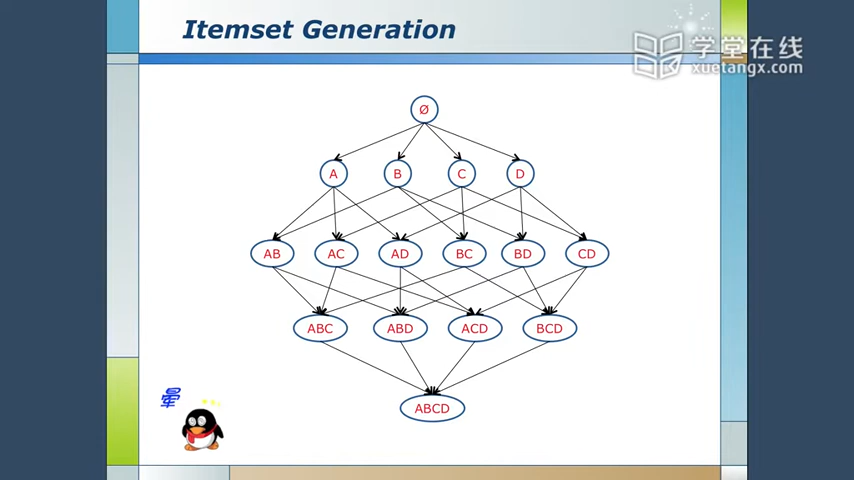 Itemset Generation
学堂在线
xuetangx.com
Ø
A B C D
AB AC AD BC BD CD
ABC ABD ACD BCD
晕
ABCD